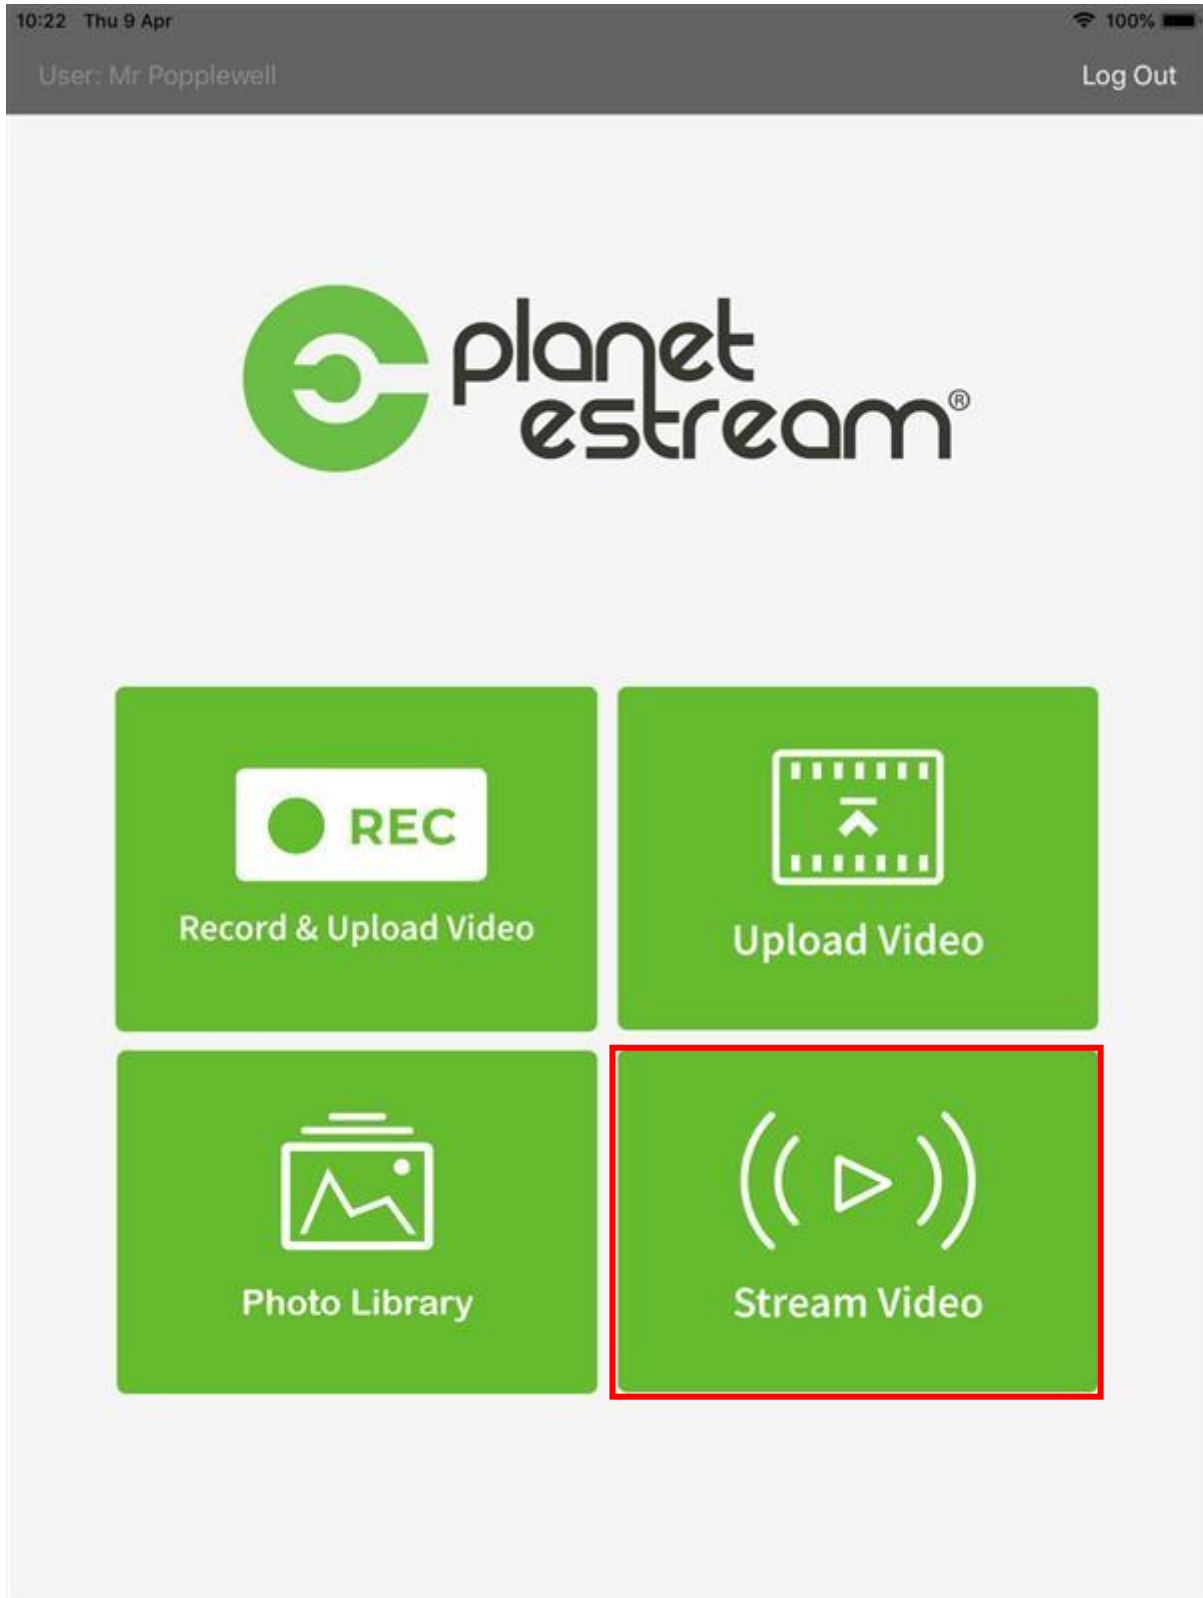 10:22 Thu 9 Apr 100%
User: Mr Popplewell Log Out
planet
estream®
REC
Record & Upload Video
Upload Video
Photo Library
Stream Video